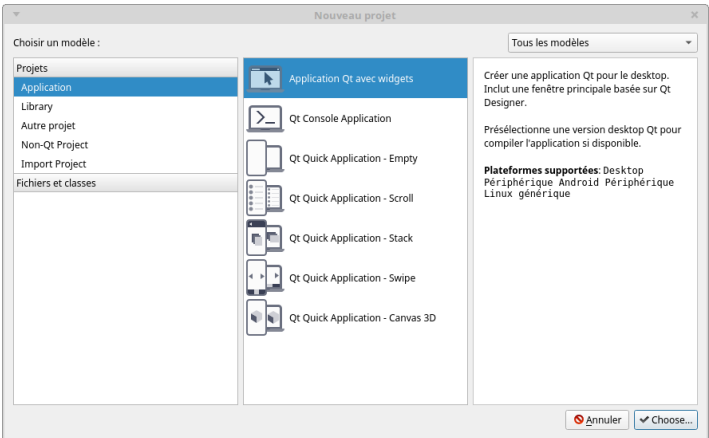 Nouveau projet
Choisir un modèle :
Tous les modèles
Projets
Application
Library
Autre projet
Non-Qt Project
Import Project
Fichiers et classes
Application Qt avec widgets
Qt Console Application
Qt Quick Application - Empty
Qt Quick Application - Scroll
Qt Quick Application - Stack
Qt Quick Application - Swipe
Qt Quick Application - Canvas 3D
Créer une application Qt pour le desktop.
Inclut une fenêtre principale basée sur Qt
Designer.
Présélectionne une version desktop Qt pour
compiler l'application si disponible.
Plateformes supportées: Desktop
Périphérique Android Périphérique
Linux générique
Annuler
Choose...